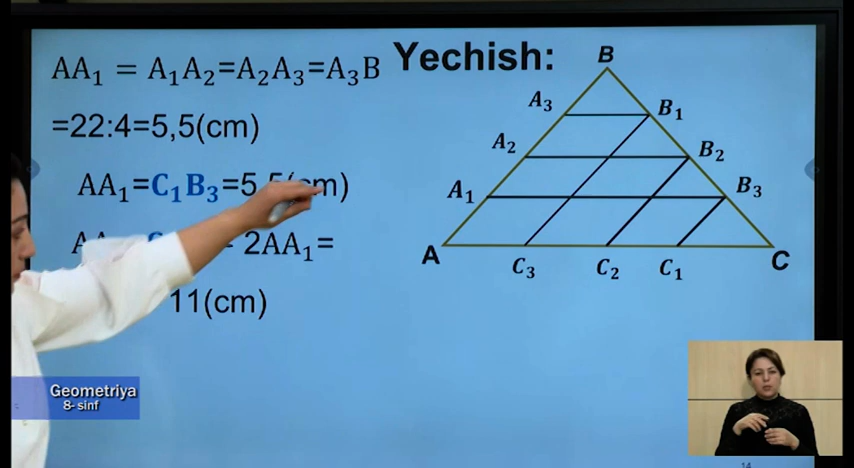 AA₁ = A₁A₂=A₂A₃=A₃B
Yechish:
=22:4=5,5(cm)
AA₁=C₁B₃=5
m)
2AA₁=
11(cm)
B
A₃
B₁
A₂
B₂
A₁
B₃
A
C₃
C₂
C₁
C
Geometriya
8- sinf
14